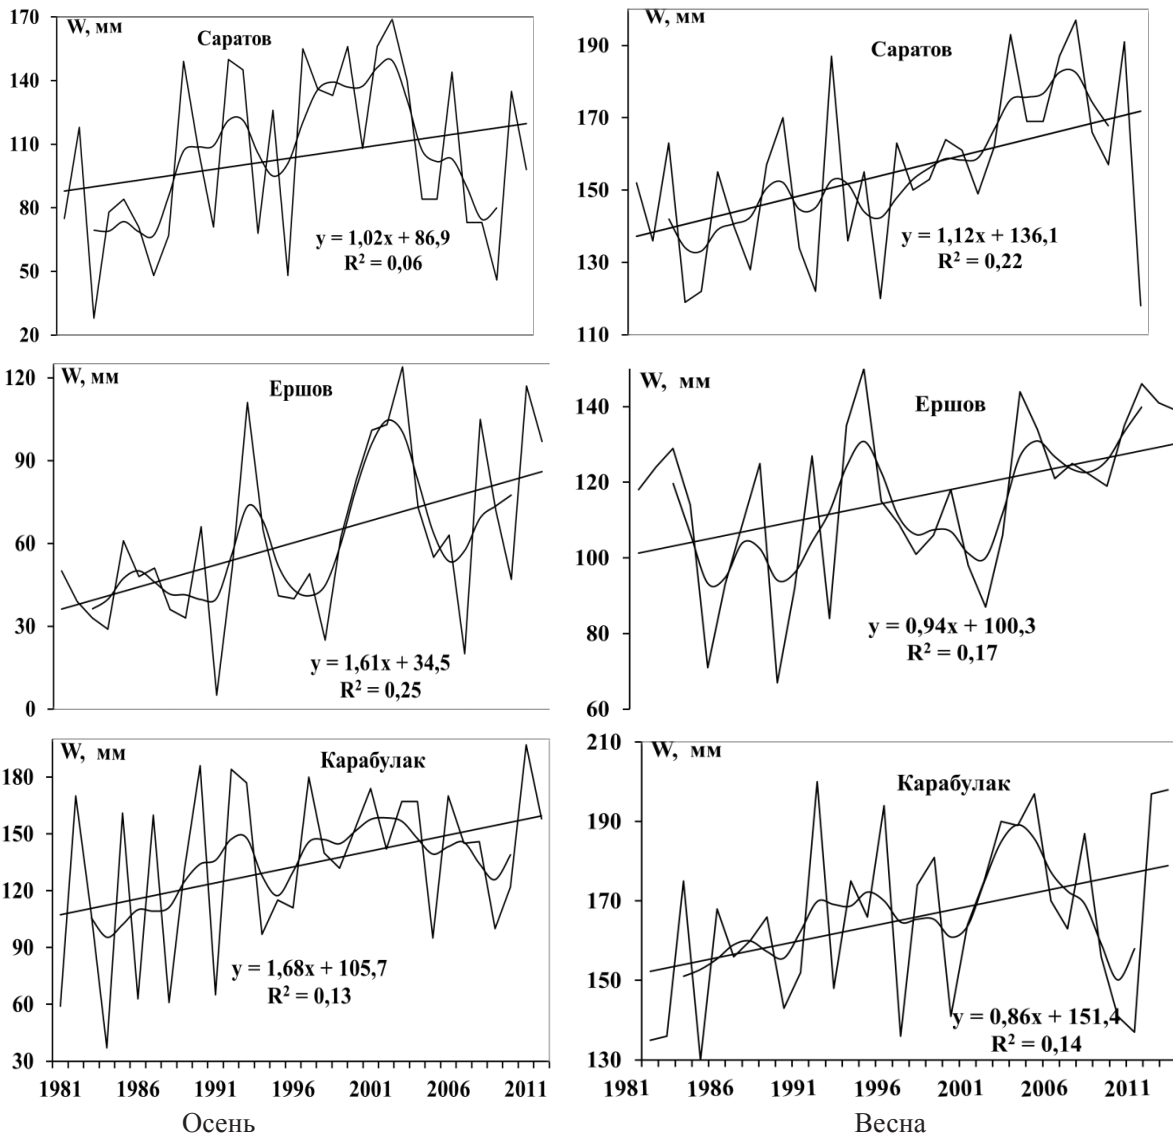 W, мм
Саратов
170
140
110
80
50
20
y = 1,02x + 86,9
R² = 0,06
W, мм
Саратов
190
170
150
130
110
y = 1,12x + 136,1
R² = 0,22
W, мм
Ершов
120
90
60
30
0
y = 1,61x + 34,5
R² = 0,25
W, мм
Ершов
140
120
100
80
60
y = 0,94x + 100,3
R² = 0,17
W, мм
Карабулак
180
150
120
90
60
30
y = 1,68x + 105,7
R² = 0,13
1981 1986 1991 1996 2001 2006 2011
Осень
W, мм
Карабулак
210
190
170
150
130
y = 0,86x + 151,4
R² = 0,14
1981 1986 1991 1996 2001 2006 2011
Весна